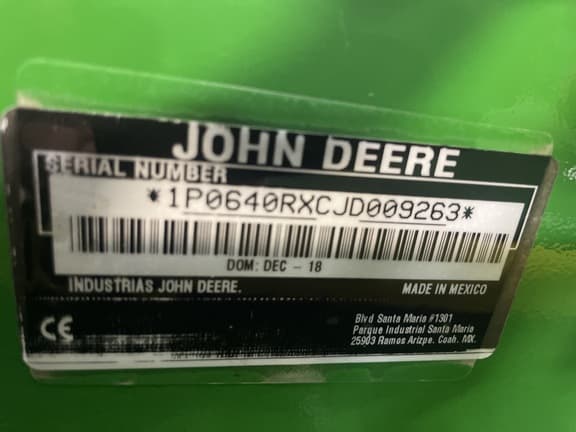 JOHN DEERE
SERIAL NUMBER
*1P0640RXCJD009263*
DOM: DEC - 18
INDUSTRIAS JOHN DEERE. MADE IN MEXICO
CE
Blvd Santa Maria #1301
Parque Industrial Santa Maria
25903 Ramos Arizpe. Coah. MX.